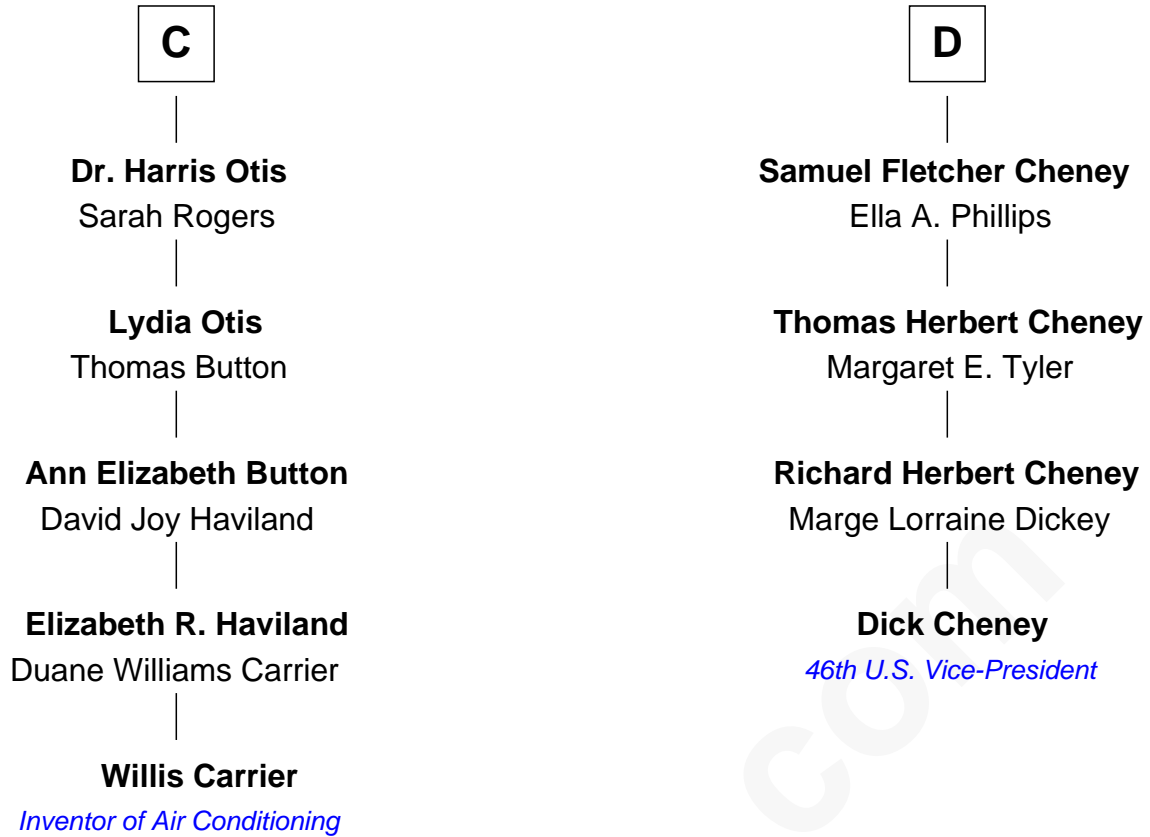 C
Dr. Harris Otis
Sarah Rogers
Lydia Otis
Thomas Button
Ann Elizabeth Button
David Joy Haviland
Elizabeth R. Haviland
Duane Williams Carrier
Willis Carrier
Inventor of Air Conditioning
D
Samuel Fletcher Cheney
Ella A. Phillips
Thomas Herbert Cheney
Margaret E. Tyler
Richard Herbert Cheney
Marge Lorraine Dickey
Dick Cheney
46th U.S. Vice-President
com